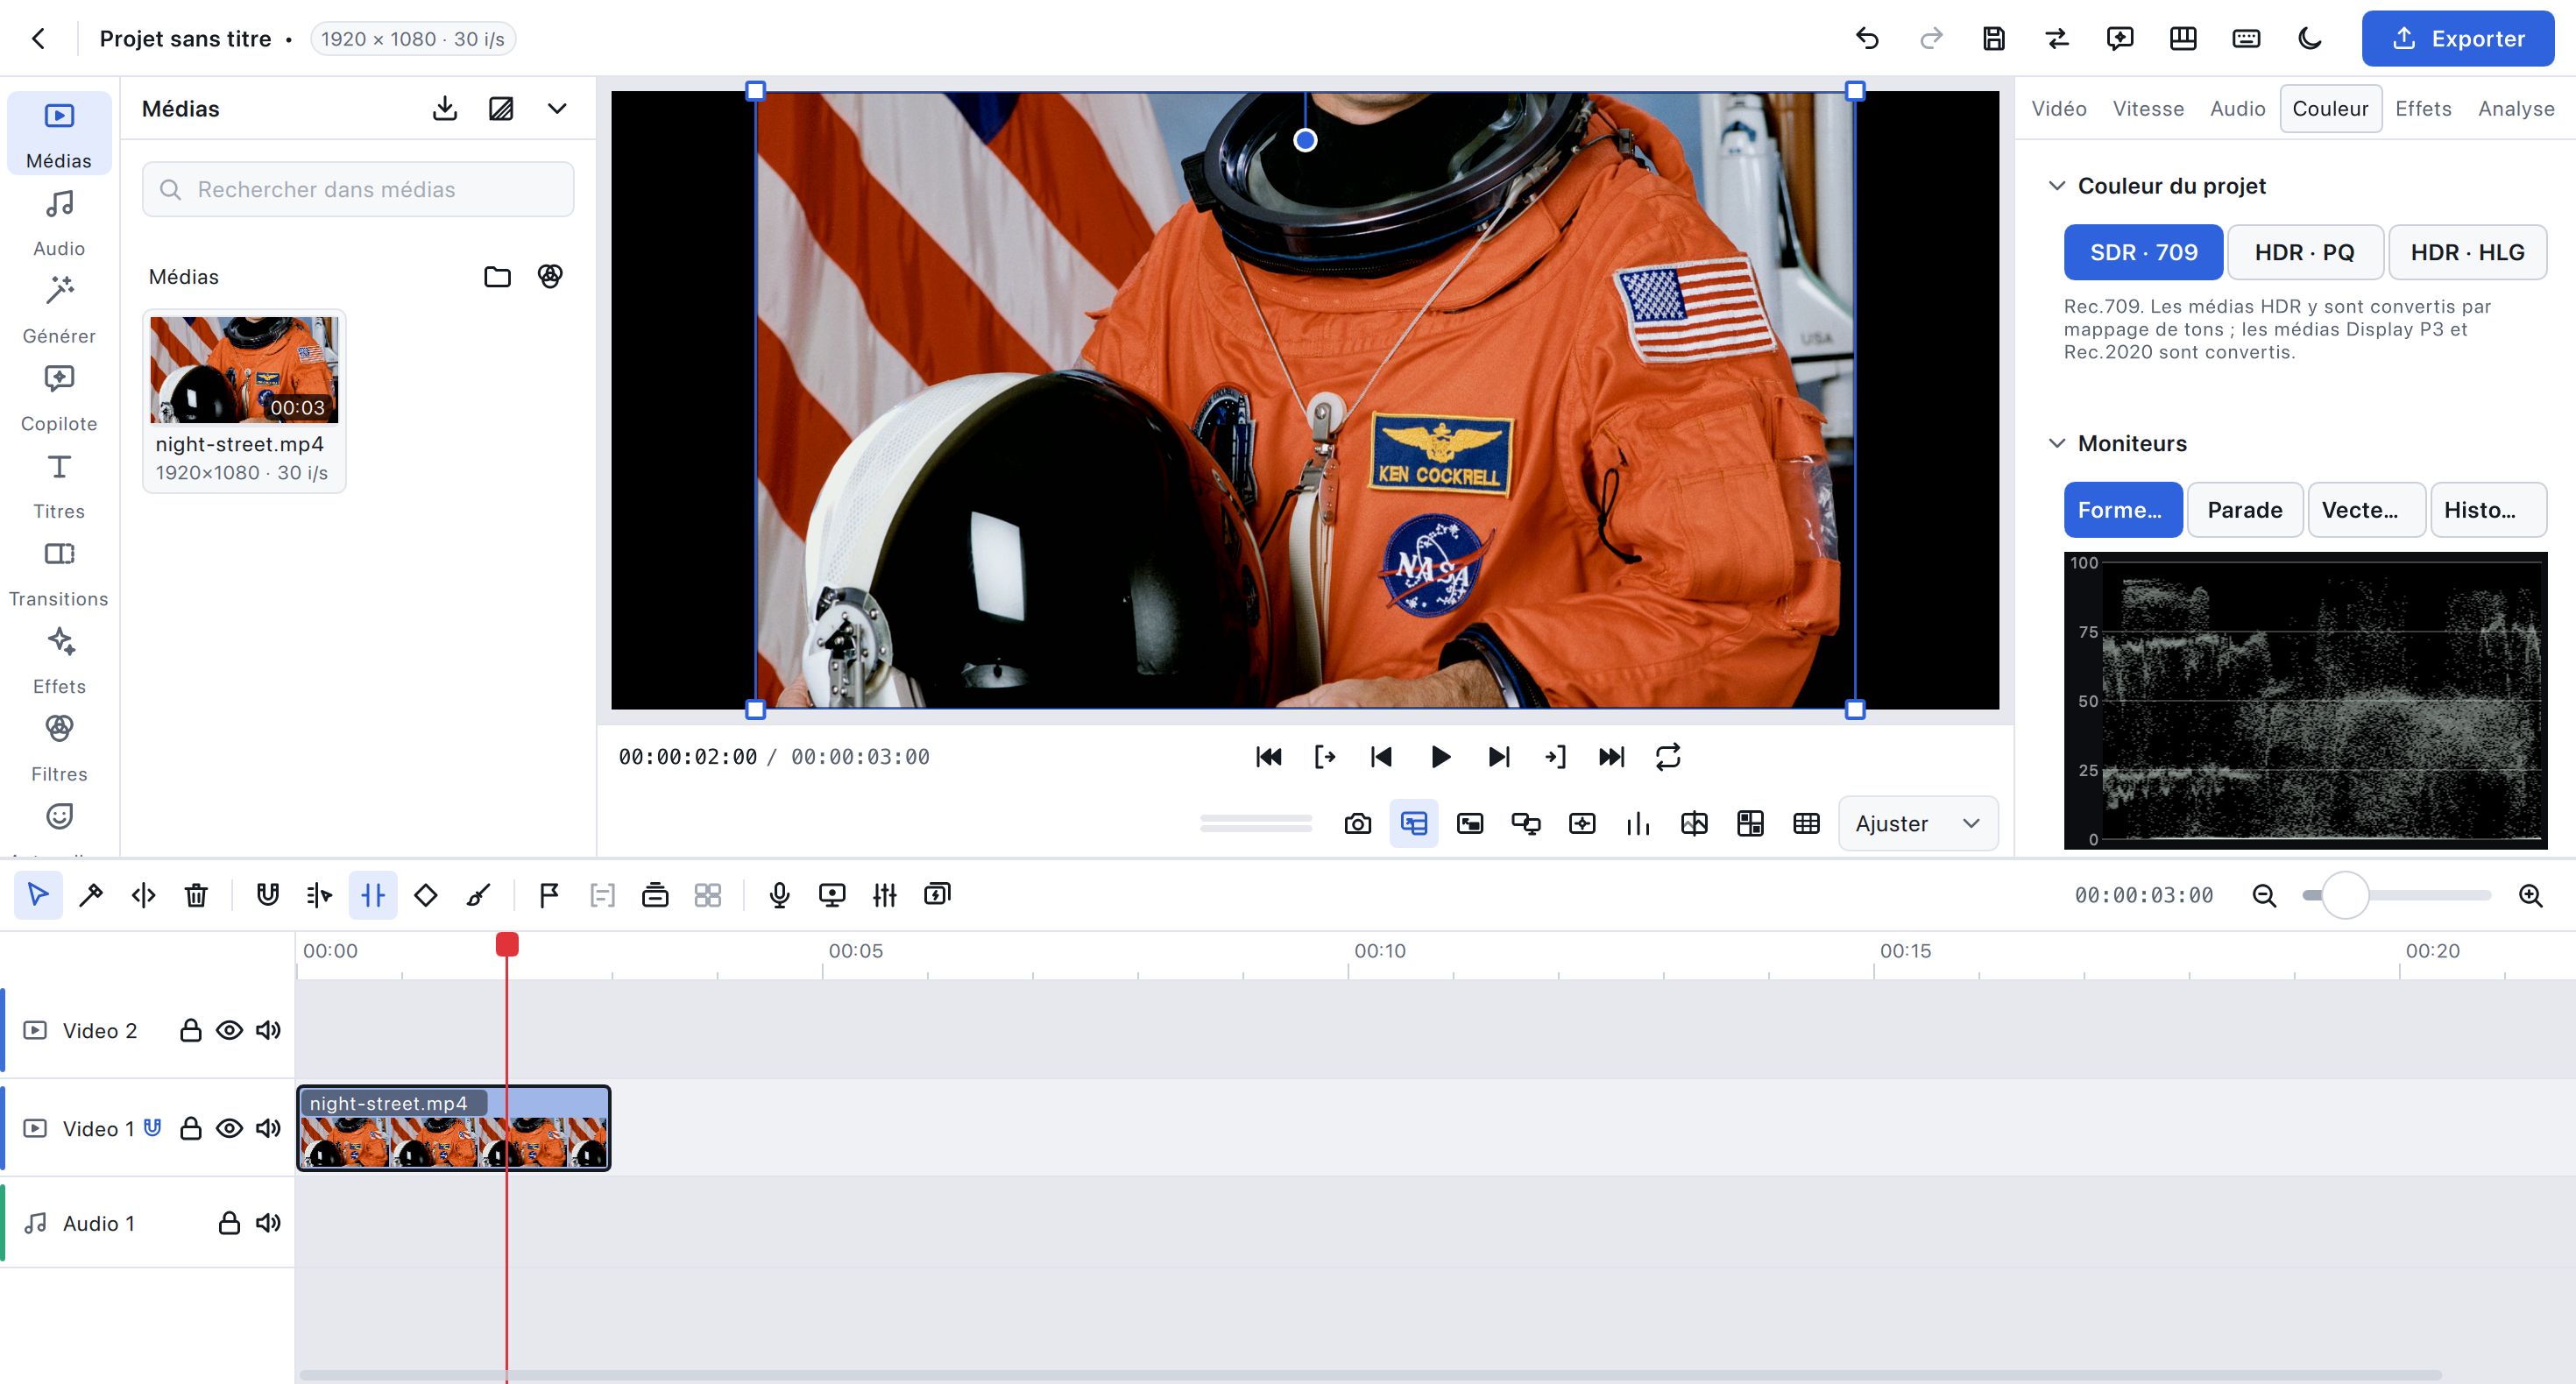 Projet sans titre •
1920 × 1080 · 30 i/s
Exporter
Médias
Audio
Générer
Copilote
Titres
Transitions
Effets
Filtres
Médias
Rechercher dans médias
Médias
00:03
night-street.mp4
1920×1080 · 30 i/s
USA
KEN COCKRELL
NASA
00:00:02:00 / 00:00:03:00
Ajuster
Vidéo
Vitesse
Audio
Couleur
Effets
Analyse
Couleur du projet
SDR · 709
HDR · PQ
HDR · HLG
Rec.709. Les médias HDR y sont convertis par
mappage de tons ; les médias Display P3 et
Rec.2020 sont convertis.
Moniteurs
Forme…
Parade
Vecte…
Histo…
100
75
50
25
0
00:00:03:00
00:00
00:05
00:10
00:15
00:20
Video 2
Video 1
night-street.mp4
Audio 1